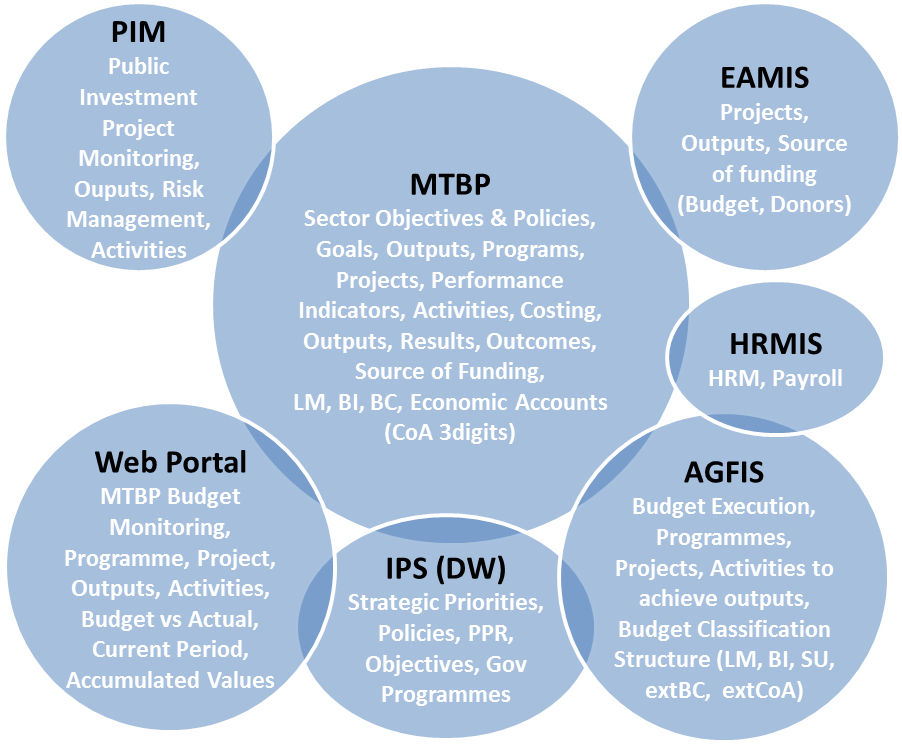 PIM
Public
Investment
Project
Monitoring,
Ouputs, Risk
Management,
Activities
EAMIS
Projects,
Outputs, Source
of funding
(Budget, Donors)
MTBP
Sector Objectives & Policies,
Goals, Outputs, Programs,
Projects, Performance
Indicators, Activities, Costing,
Outputs, Results, Outcomes,
Source of Funding,
LM, BI, BC, Economic Accounts
(CoA 3digits)
HRMIS
HRM, Payroll
Web Portal
MTBP Budget
Monitoring,
Programme, Project,
Outputs, Activities,
Budget vs Actual,
Current Period,
Accumulated Values
IPS (DW)
Strategic Priorities,
Policies, PPR,
Objectives, Gov
Programmes
AGFIS
Budget Execution,
Programmes,
Projects, Activities to
achieve outputs,
Budget Classification
Structure (LM, BI, SU,
extBC, extCoA)